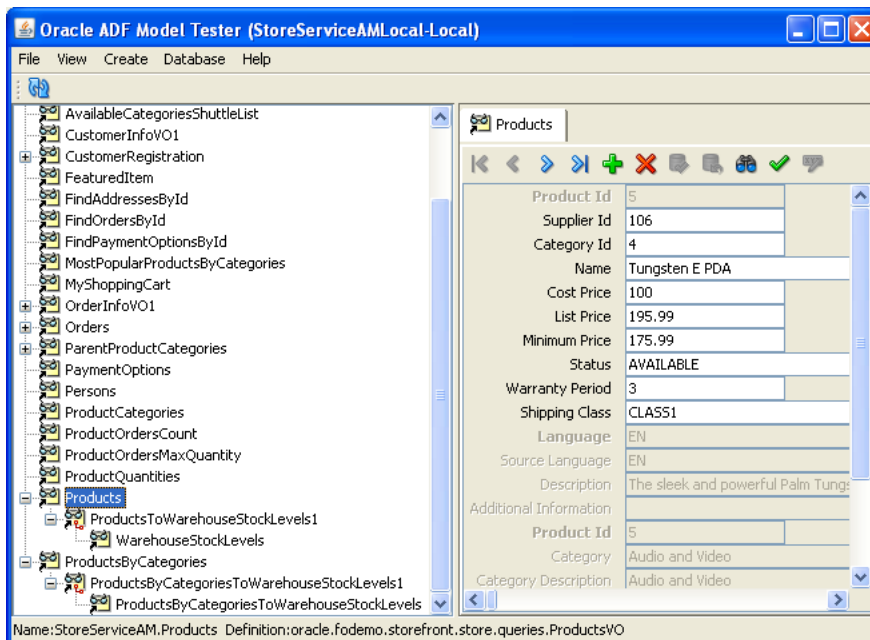 Oracle ADF Model Tester (StoreServiceAMLocal-Local)
File View Create Database Help
AvailableCategoriesShuttleList
CustomerInfoVO1
CustomerRegistration
FeaturedItem
FindAddressesById
FindOrdersById
FindPaymentOptionsById
MostPopularProductsByCategories
MyShoppingCart
OrderInfoVO1
Orders
ParentProductCategories
PaymentOptions
Persons
ProductCategories
ProductOrdersCount
ProductOrdersMaxQuantity
ProductQuantities
Products
ProductsToWarehouseStockLevels1
WarehouseStockLevels
ProductsByCategories
ProductsByCategoriesToWarehouseStockLevels1
ProductsByCategoriesToWarehouseStockLevels
Products
Product Id 5
Supplier Id 106
Category Id 4
Name Tungsten E PDA
Cost Price 100
List Price 195.99
Minimum Price 175.99
Status AVAILABLE
Warranty Period 3
Shipping Class CLASS1
Language EN
Source Language EN
Description The sleek and powerful Palm Tungs
Additional Information
Product Id 5
Category Audio and Video
Category Description Audio and Video
Name:StoreServiceAM.Products Definition:oracle.fodemo.storefront.store.queries.ProductsVO